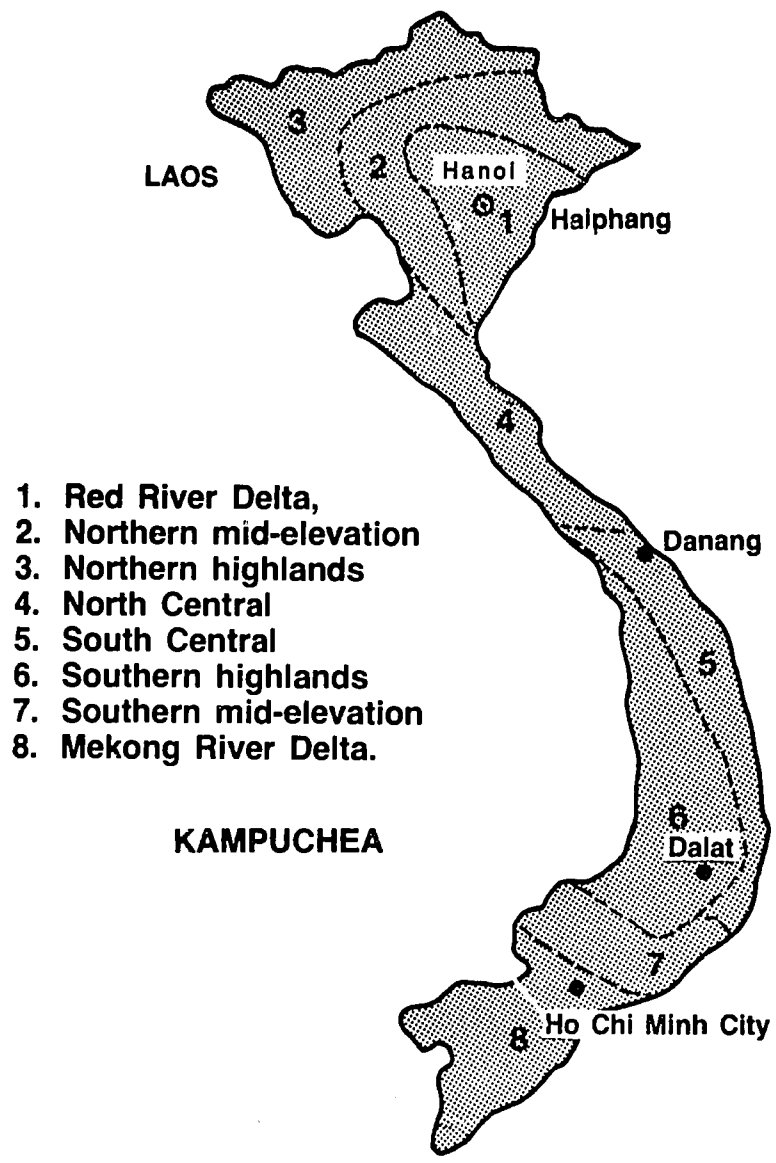 3
LAOS
2
Hanoi
1
Haiphang
4
1. Red River Delta,
2. Northern mid-elevation
3. Northern highlands
4. North Central
5. South Central
6. Southern highlands
7. Southern mid-elevation
8. Mekong River Delta.
Danang
5
KAMPUCHEA
6
Dalat
7
Ho Chi Minh City
8